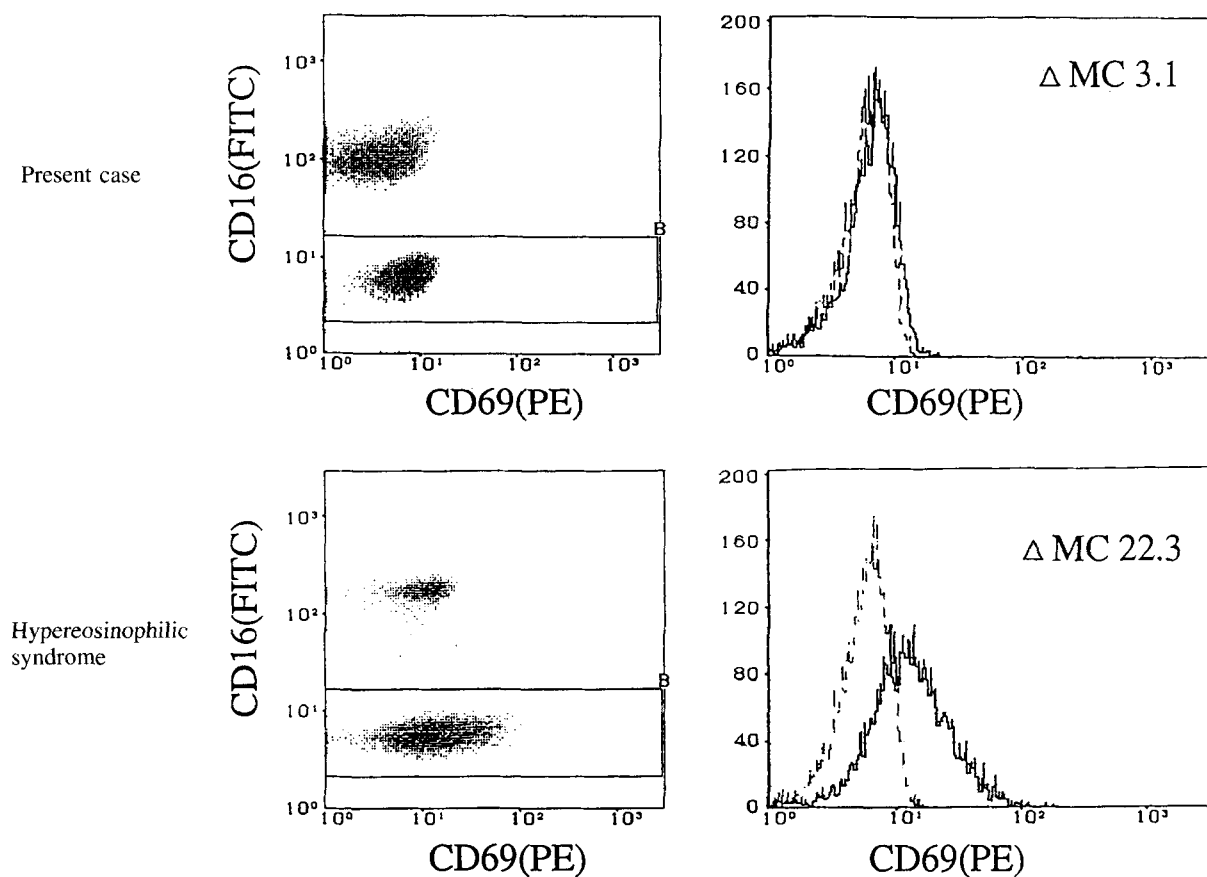 Present case
CD16(FITC)
10³
10²
10¹
10⁰
B
10⁰ 10¹ 10² 10³
CD69(PE)
200
160
120
80
40
0
△ MC 3.1
10⁰ 10¹ 10² 10³
CD69(PE)
Hypereosinophilic
syndrome
CD16(FITC)
10³
10²
10¹
10⁰
B
10⁰ 10¹ 10² 10³
CD69(PE)
200
160
120
80
40
0
△ MC 22.3
10⁰ 10¹ 10² 10³
CD69(PE)